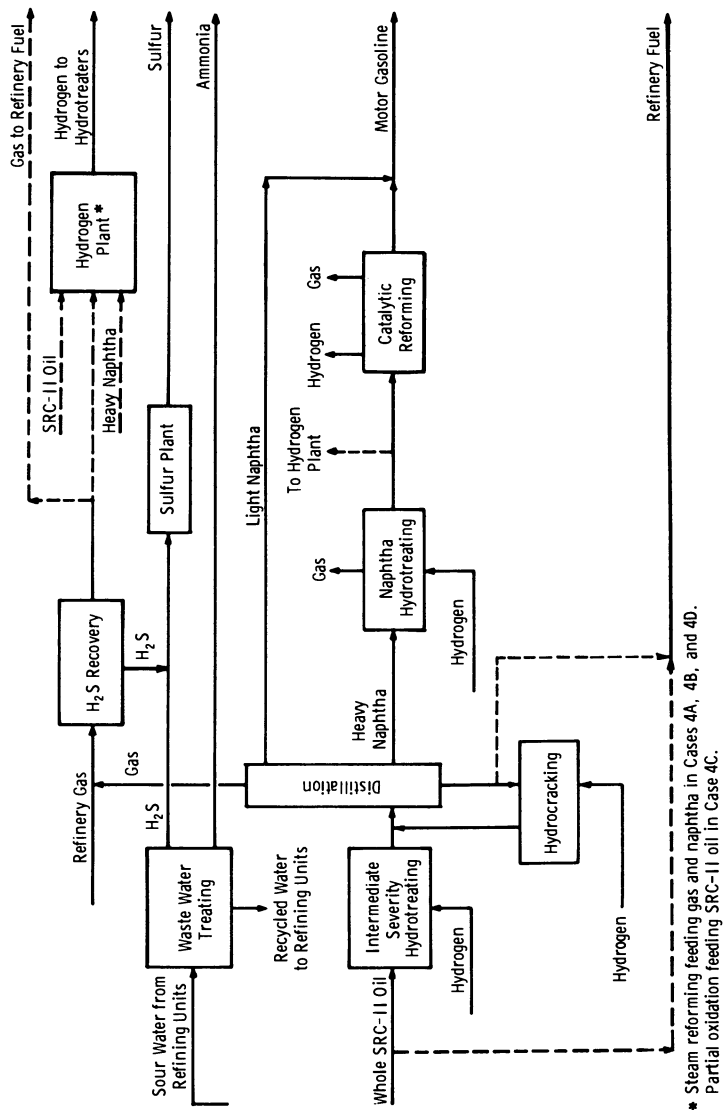 Gas to Refinery Fuel
Hydrogen to
Hydrotreaters
Hydrogen
Plant*
SRC-II Oil
Heavy Naphtha
H2S Recovery
H2S
Refinery Gas
Gas
Sulfur
Sulfur Plant
H2S
Ammonia
Waste Water
Treating
Sour Water from
Refining Units
Recycled Water
to Refining Units
Light Naphtha
Motor Gasoline
Catalytic
Reforming
Gas
Hydrogen
To Hydrogen
Plant
Naphtha
Hydrotreating
Gas
Hydrogen
Heavy
Naphtha
Distillation
Intermediate
Severity
Hydrotreating
Hydrogen
Whole SRC-II Oil
Hydrocracking
Hydrogen
Refinery Fuel
* Steam reforming feeding gas and naphtha in Cases 4A, 4B, and 4D.
Partial oxidation feeding SRC-II oil in Case 4C.